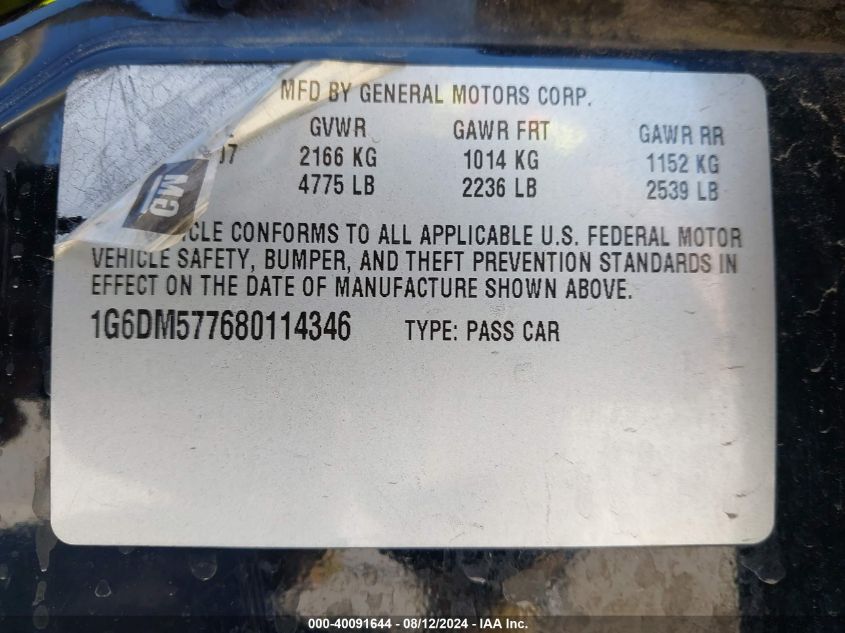 MFD BY GENERAL MOTORS CORP.
07 GVWR GAWR FRT GAWR RR
2166 KG 1014 KG 1152 KG
4775 LB 2236 LB 2539 LB
GM
CONFORMS TO ALL APPLICABLE U.S. FEDERAL MOTOR
VEHICLE SAFETY, BUMPER, AND THEFT PREVENTION STANDARDS IN
EFFECT ON THE DATE OF MANUFACTURE SHOWN ABOVE.
1G6DM577680114346 TYPE: PASS CAR
000-40091644 - 08/12/2024 - IAA Inc.